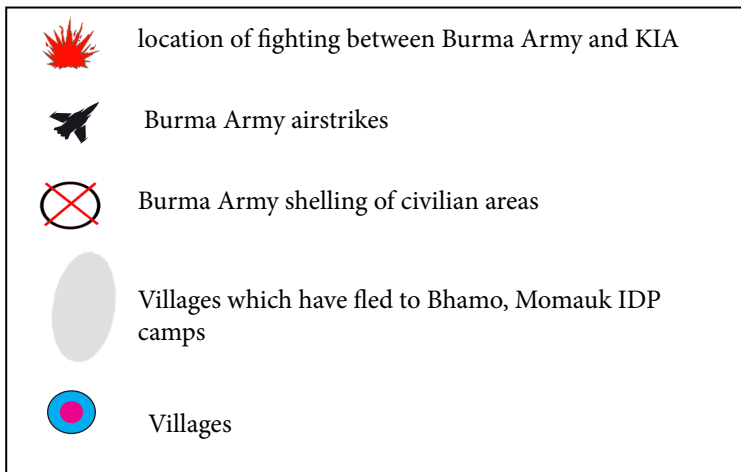 location of fighting between Burma Army and KIA
Burma Army airstrikes
Burma Army shelling of civilian areas
Villages which have fled to Bhamo, Momauk IDP
camps
Villages